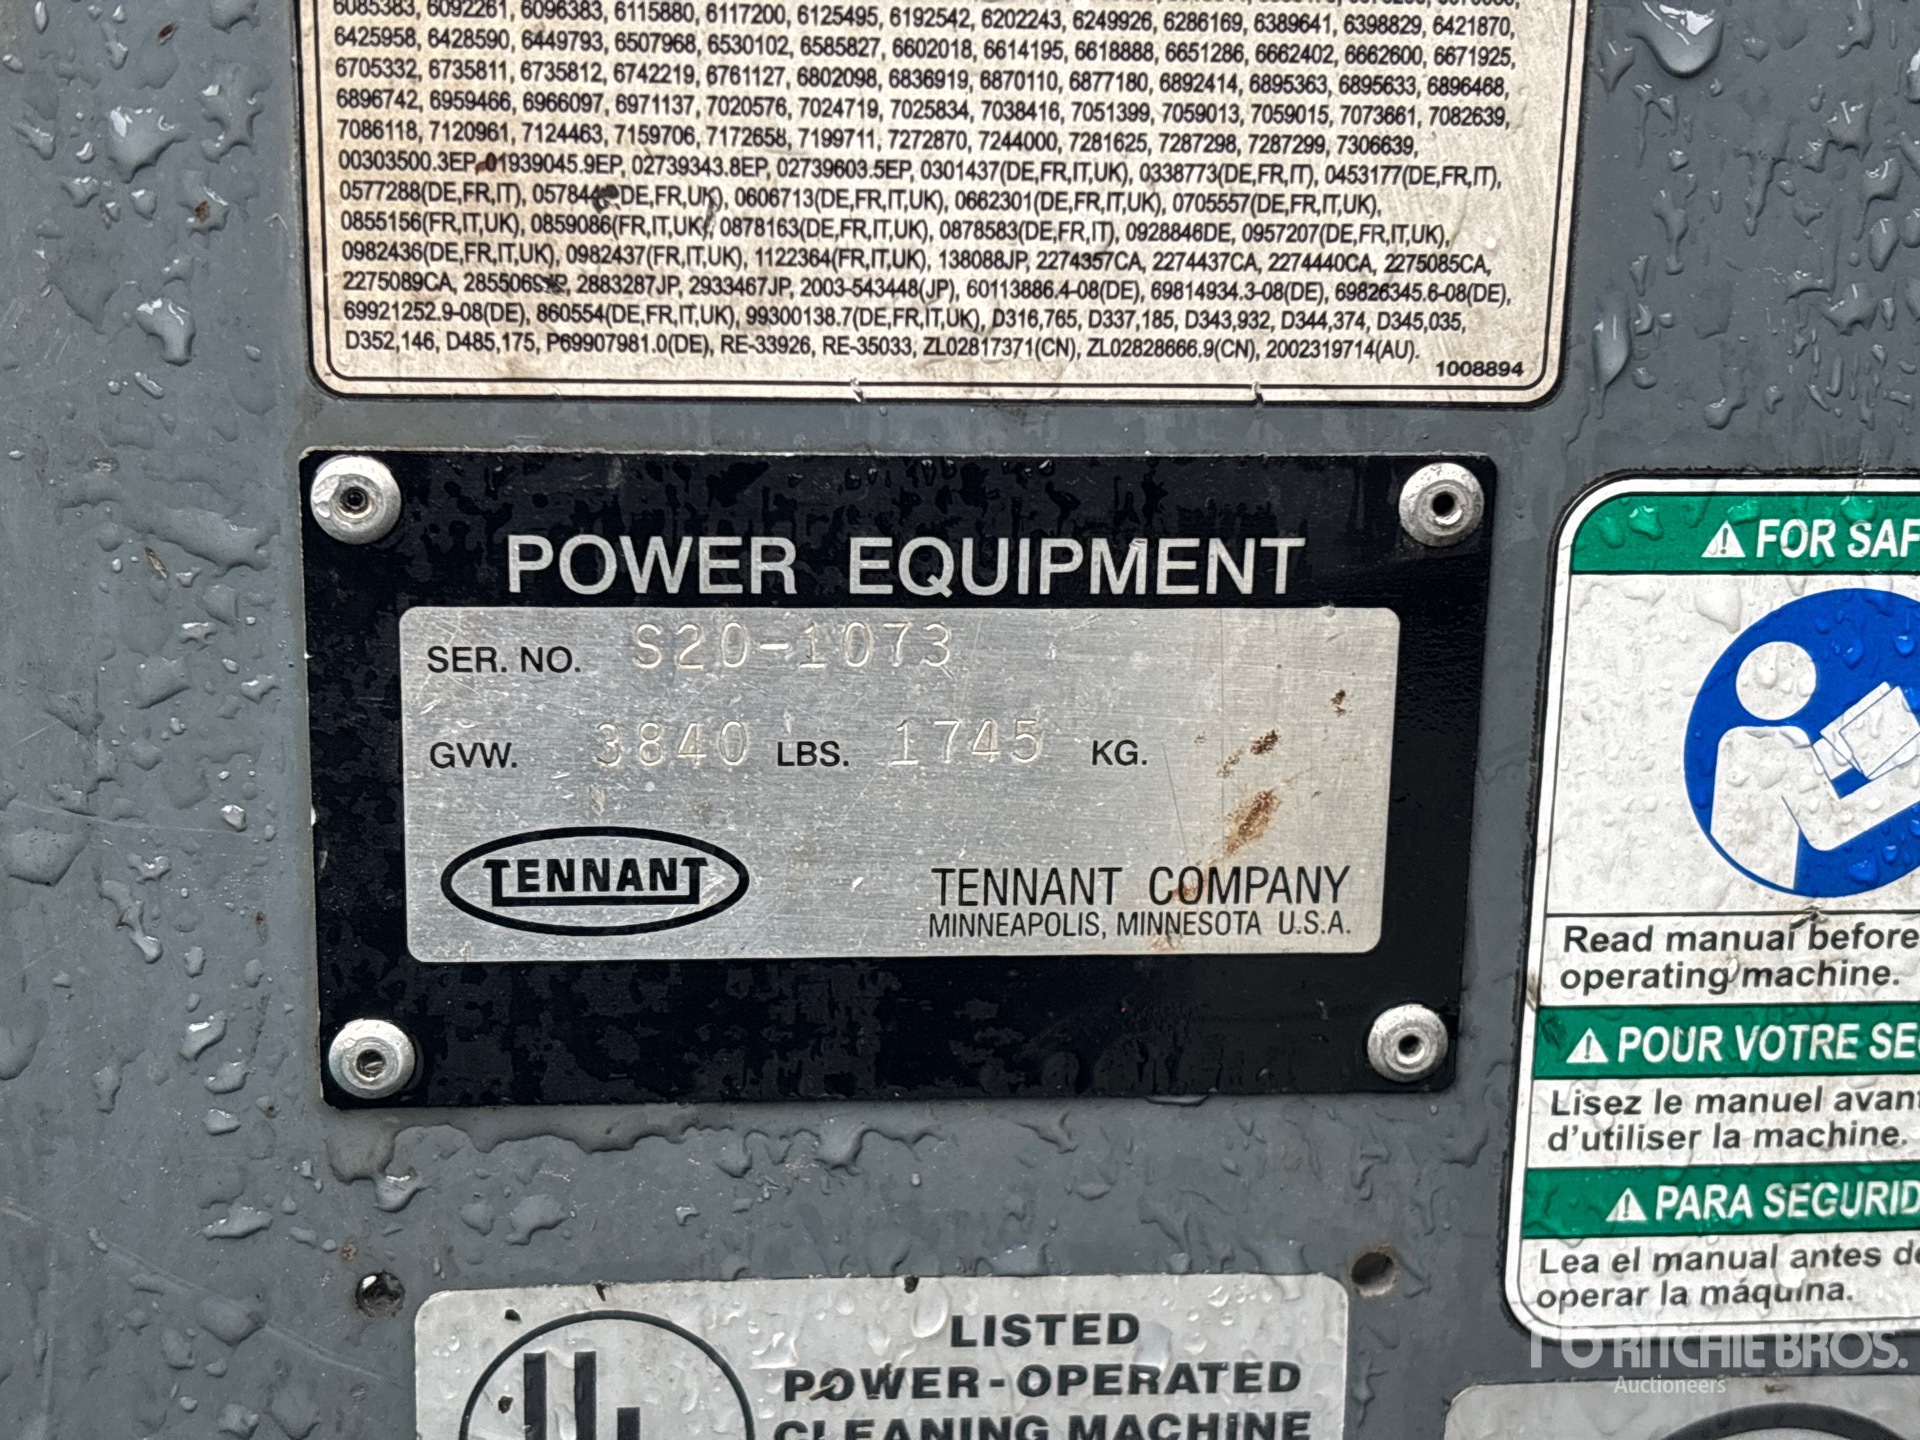 6085383, 6092261, 6096383, 6115880, 6117200, 6125495, 6192542, 6202243, 6249926, 6286169, 6389641, 6398829, 6421870,
6425958, 6428590, 6449793, 6507968, 6530102, 6585827, 6602018, 6614195, 6618888, 6651286, 6662402, 6662600, 6671925,
6705332, 6735811, 6735812, 6742219, 6761127, 6802098, 6836919, 6870110, 6877180, 6892414, 6895363, 6895633, 6896468,
6896742, 6959466, 6966097, 6971137, 7020576, 7024719, 7025834, 7038416, 7051399, 7059013, 7059015, 7073661, 7082639,
7086118, 7120961, 7124463, 7159706, 7172658, 7199711, 7272870, 7244000, 7281625, 7287298, 7287299, 7306639,
00303500.3EP, 01939045.9EP, 02739343.8EP, 02739603.5EP, 0301437(DE,FR,IT,UK), 0338773(DE,FR,IT), 0453177(DE,FR,IT),
0577288(DE,FR,IT), (DE,FR,UK), 0606713(DE,FR,IT,UK), 0662301(DE,FR,IT,UK), 0705557(DE,FR,IT,UK),
0855156(FR,IT,UK), 0859086(FR,IT,UK), 0878163(DE,FR,IT,UK), 0878583(DE,FR,IT), 0928846DE, 0957207(DE,FR,IT,UK),
0982436(DE,FR,IT,UK), 0982437(FR,IT,UK), 1122364(FR,IT,UK), 138088JP, 2274357CA, 2274437CA, 2274440CA, 2275085CA,
2275089CA, 2883287JP, 2933467JP, 2003-543448(JP), 60113886.4-08(DE), 69814934.3-08(DE), 69826345.6-08(DE),
69921252.9-08(DE), 860554(DE,FR,IT,UK), 99300138.7(DE,FR,IT,UK), D316,765, D337,185, D343,932, D344,374, D345,035,
D352,146, D485,175, P69907981.0(DE), RE-33926, RE-35033, ZL02817371(CN), ZL02828666.9(CN), 2002319714(AU).
1008894
POWER EQUIPMENT
SER. NO. S20-1073
GVW. 3840 LBS. 1745 KG.
TENNANT
TENNANT COMPANY
MINNEAPOLIS, MINNESOTA U.S.A.
⚠ FOR SAF
Read manual before
operating machine.
⚠ POUR VOTRE SE
Lisez le manuel avant
d'utiliser la machine.
⚠ PARA SEGURID
Lea el manual antes de
operar la máquina.
UL
LISTED
POWER-OPERATED
CLEANING MACHINE
RITCHIE BROS.
Auctioneers